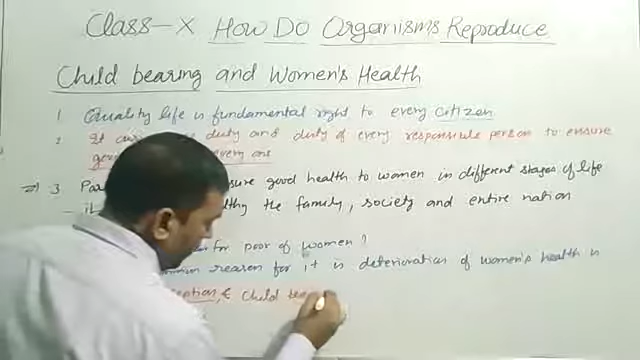 Class-X How Do Organisms Reproduce
Child bearing and Women's Health
1 Quality life is fundamental right to every citizen
2. It duty and duty of every responsible person to ensure
every one
=) 3. sure good health to women in different stages of life
- it thy the family, society and entire nation
for poor of women?
reason for it is deterioration of women's health is
eption, & Child bea